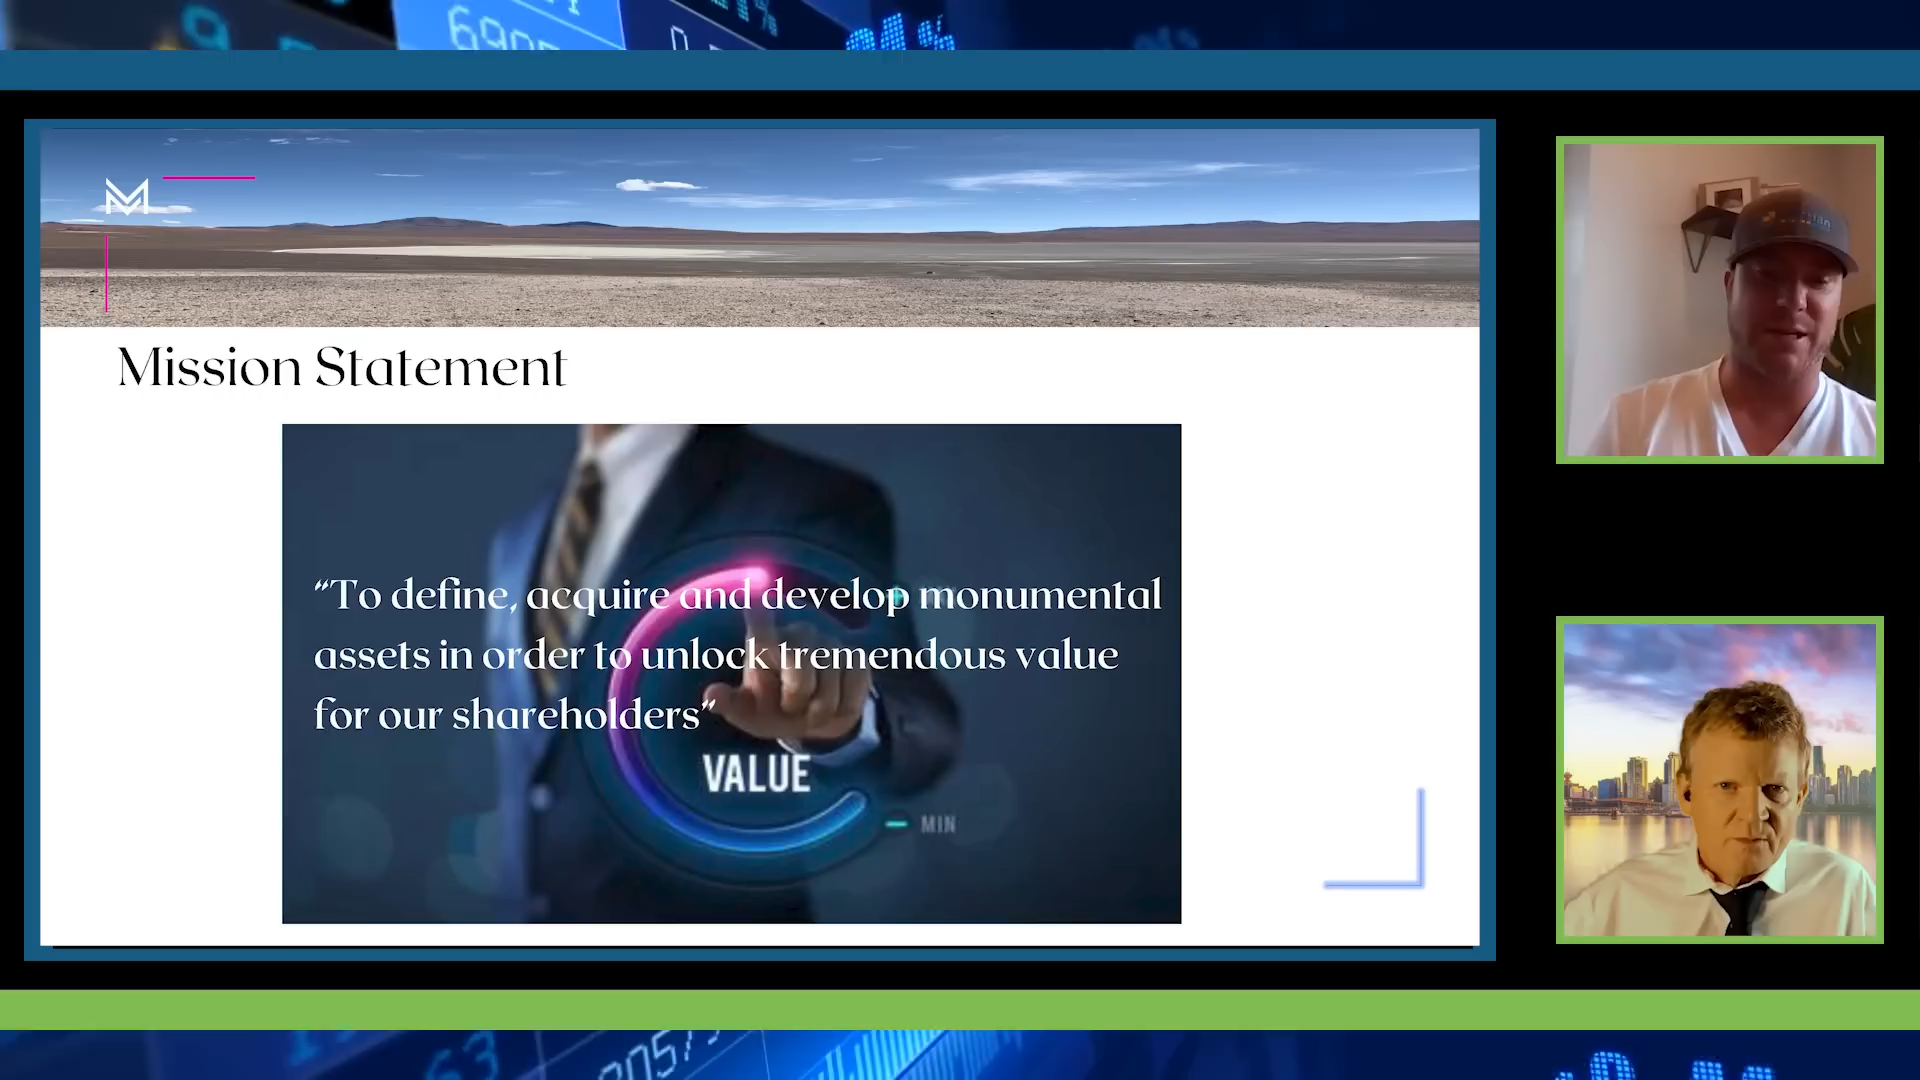 Mission Statement
“To define, acquire and develop monumental
assets in order to unlock tremendous value
for our shareholders”
VALUE
MIN